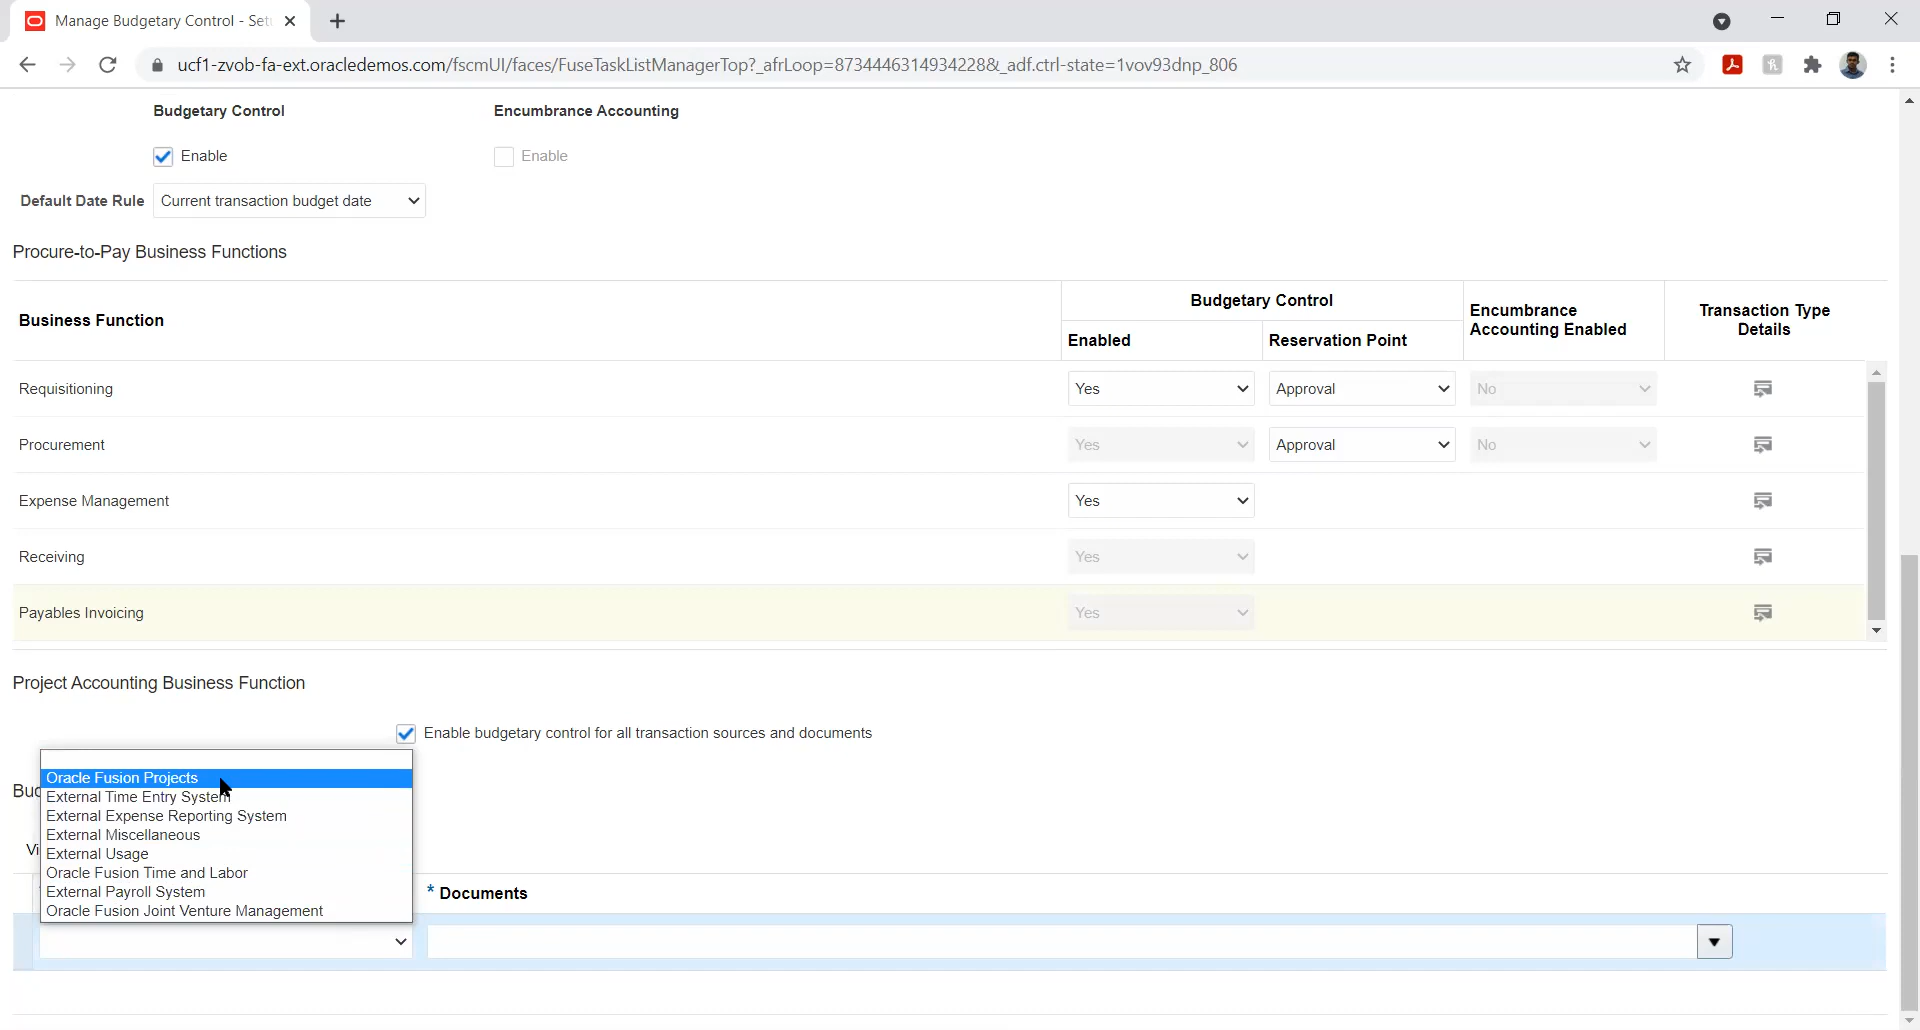 Manage Budgetary Control - Set
ucf1-zvob-fa-ext.oracledemos.com/fscmUI/faces/FuseTaskListManagerTop?_afrLoop=8734446314934228&_adf.ctrl-state=1vov93dnp_806
Budgetary Control
Encumbrance Accounting
Enable
Enable
Default Date Rule
Current transaction budget date
Procure-to-Pay Business Functions
Business Function
Budgetary Control
Encumbrance
Accounting Enabled
Transaction Type
Details
Enabled
Reservation Point
Requisitioning
Yes
Approval
No
Procurement
Yes
Approval
No
Expense Management
Yes
Receiving
Yes
Payables Invoicing
Yes
Project Accounting Business Function
Enable budgetary control for all transaction sources and documents
Oracle Fusion Projects
External Time Entry System
External Expense Reporting System
External Miscellaneous
External Usage
Oracle Fusion Time and Labor
External Payroll System
Oracle Fusion Joint Venture Management
* Documents